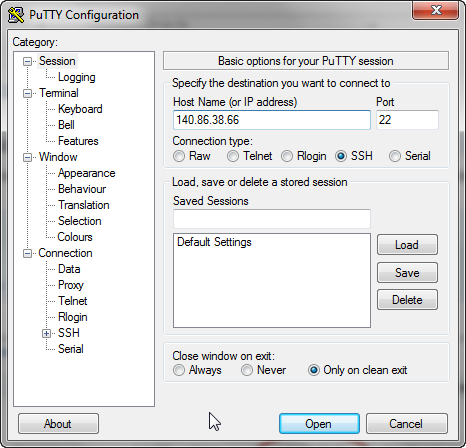 PuTTY Configuration
Category:
Session
Logging
Terminal
Keyboard
Bell
Features
Window
Appearance
Behaviour
Translation
Selection
Colours
Connection
Data
Proxy
Telnet
Rlogin
SSH
Serial
Basic options for your PuTTY session
Specify the destination you want to connect to
Host Name (or IP address) Port
140.86.38.66 22
Connection type:
Raw Telnet Rlogin SSH Serial
Load, save or delete a stored session
Saved Sessions
Default Settings
Load
Save
Delete
Close window on exit:
Always Never Only on clean exit
About Open Cancel